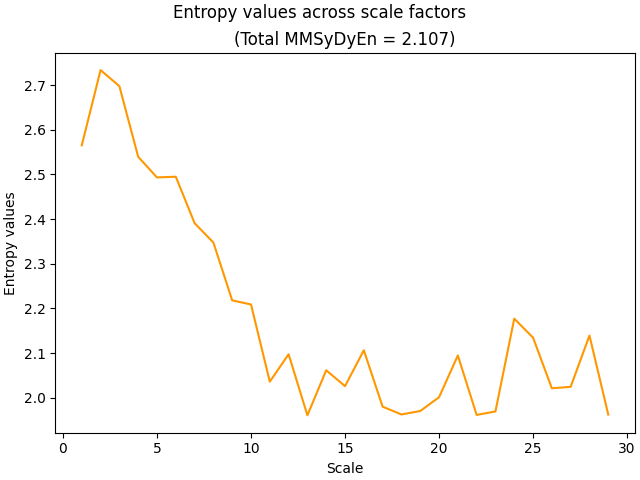 Entropy values across scale factors
(Total MMSyDyEn = 2.107)
Entropy values
2.7
2.6
2.5
2.4
2.3
2.2
2.1
2.0
0 5 10 15 20 25 30
Scale